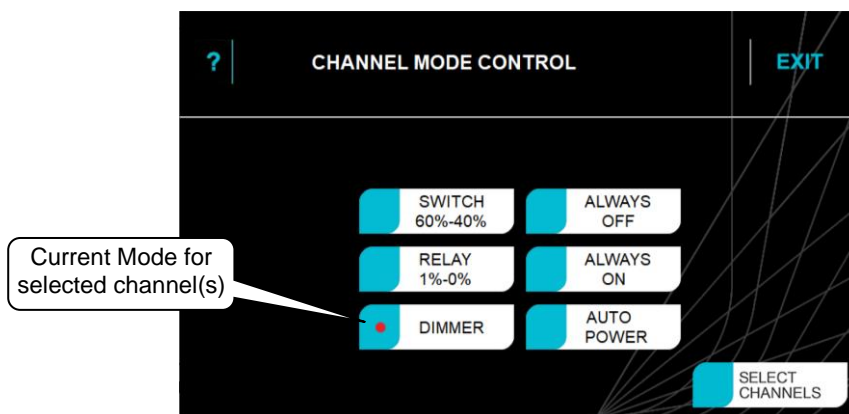 ?
CHANNEL MODE CONTROL
EXIT
SWITCH
60%-40%
ALWAYS
OFF
Current Mode for
selected channel(s)
RELAY
1%-0%
ALWAYS
ON
DIMMER
AUTO
POWER
SELECT
CHANNELS